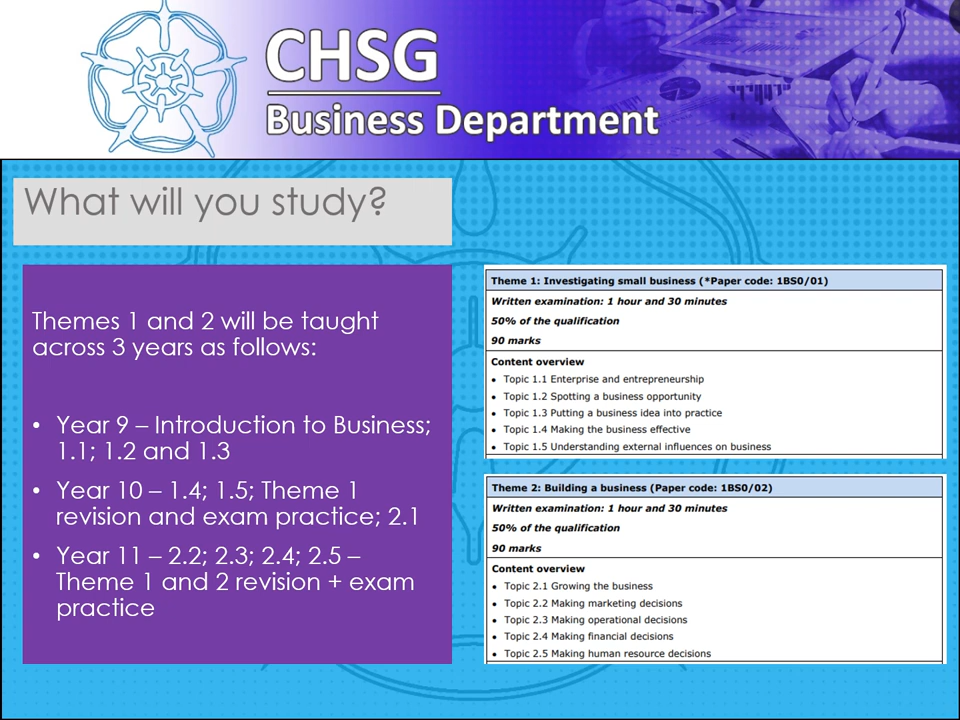 CHSG
Business Department
What will you study?
Themes 1 and 2 will be taught
across 3 years as follows:
• Year 9 – Introduction to Business;
1.1; 1.2 and 1.3
• Year 10 – 1.4; 1.5; Theme 1
revision and exam practice; 2.1
• Year 11 – 2.2; 2.3; 2.4; 2.5 –
Theme 1 and 2 revision + exam
practice
Theme 1: Investigating small business (*Paper code: 1BS0/01)
Written examination: 1 hour and 30 minutes
50% of the qualification
90 marks
Content overview
• Topic 1.1 Enterprise and entrepreneurship
• Topic 1.2 Spotting a business opportunity
• Topic 1.3 Putting a business idea into practice
• Topic 1.4 Making the business effective
• Topic 1.5 Understanding external influences on business
Theme 2: Building a business (Paper code: 1BS0/02)
Written examination: 1 hour and 30 minutes
50% of the qualification
90 marks
Content overview
• Topic 2.1 Growing the business
• Topic 2.2 Making marketing decisions
• Topic 2.3 Making operational decisions
• Topic 2.4 Making financial decisions
• Topic 2.5 Making human resource decisions